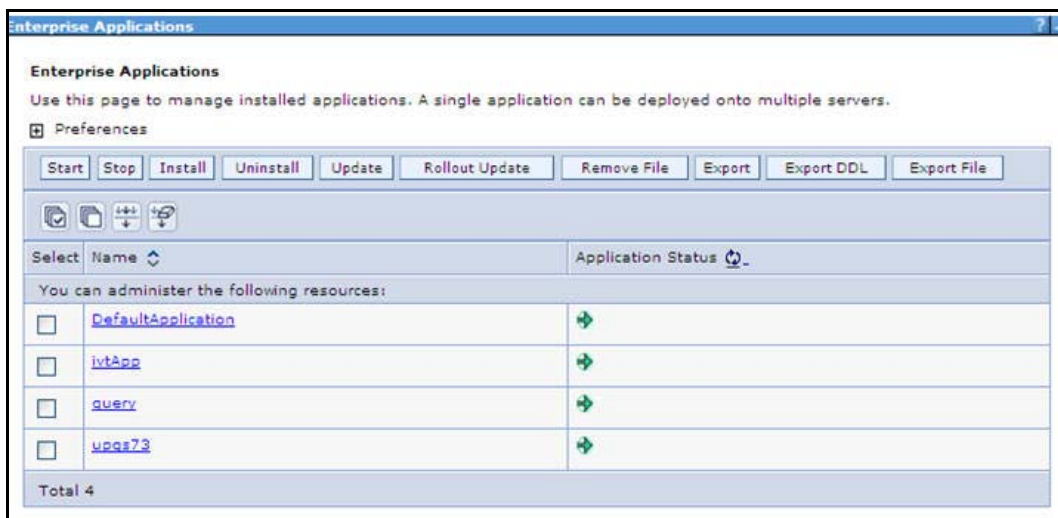 Enterprise Applications ?
Enterprise Applications
Use this page to manage installed applications. A single application can be deployed onto multiple servers.
Preferences
Start Stop Install Uninstall Update Rollout Update Remove File Export Export DDL Export File
Select Name Application Status
You can administer the following resources:
DefaultApplication
ivtApp
query
upqs73
Total 4